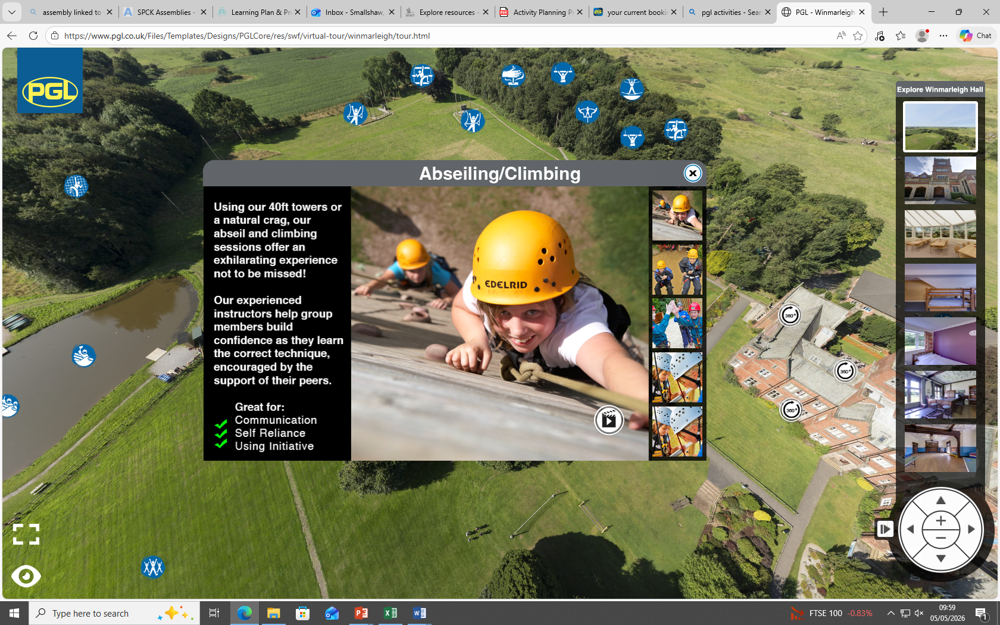 assembly linked to
SPCK Assemblies -
Learning Plan & Pr
Inbox - Smallshaw,
Explore resources -
Activity Planning P
your current bookin
pgl activities - Sear
PGL - Winmarleigh
https://www.pgl.co.uk/Files/Templates/Designs/PGLCore/res/swf/virtual-tour/winmarleigh/tour.html
Chat
PGL
Explore Winmarleigh Hall
Abseiling/Climbing
Using our 40ft towers or
a natural crag, our
abseil and climbing
sessions offer an
exhilarating experience
not to be missed!
Our experienced
instructors help group
members build
confidence as they learn
the correct technique,
encouraged by the
support of their peers.
Great for:
Communication
Self Reliance
Using Initiative
EDELRID
360°
360°
360°
Type here to search
FTSE 100 -0.83%
09:59
05/05/2026
1